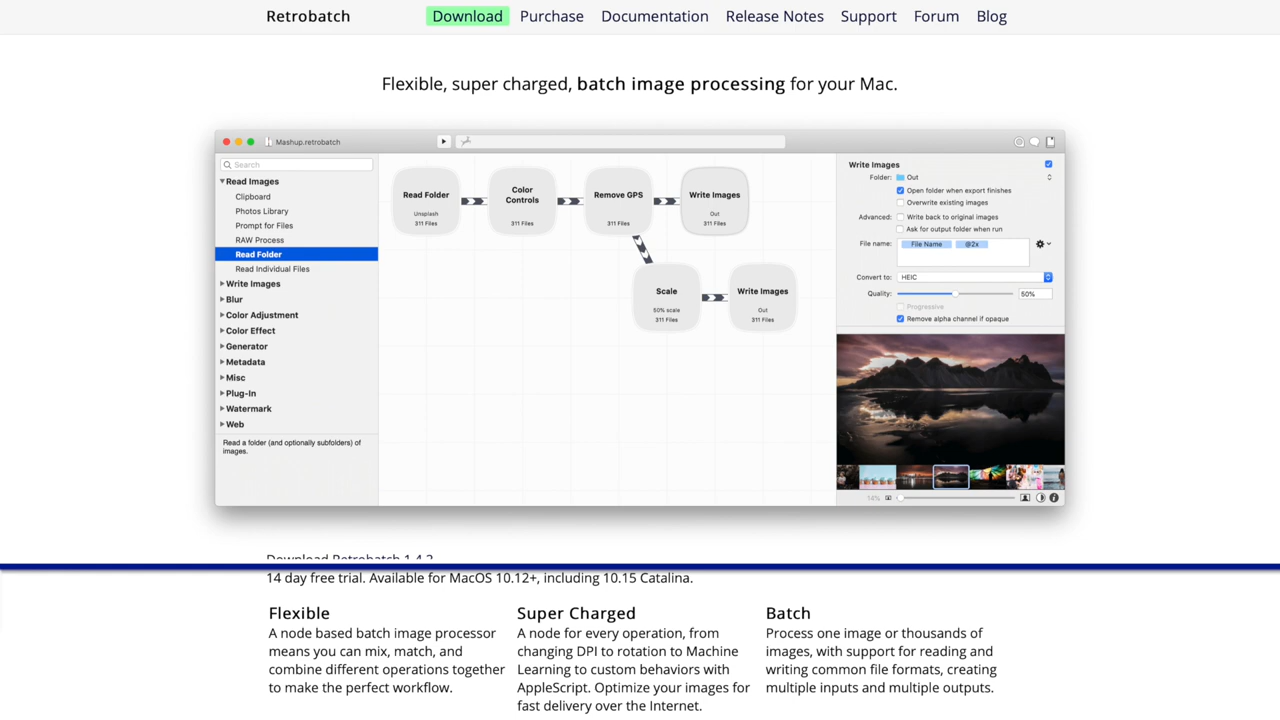 Retrobatch Download Purchase Documentation Release Notes Support Forum Blog
Flexible, super charged, batch image processing for your Mac.
Mashup.retrobatch
Search
Read Images
Clipboard
Photos Library
Prompt for Files
RAW Process
Read Folder
Read Individual Files
Write Images
Blur
Color Adjustment
Color Effect
Generator
Metadata
Misc
Plug-In
Watermark
Web
Read a folder (and optionally subfolders) of
images.
Read Folder
Unsplash
311 Files
Color
Controls
311 Files
Remove GPS
311 Files
Write Images
Out
311 Files
Scale
50% scale
311 Files
Write Images
Out
311 Files
Write Images
Folder: Out
Open folder when export finishes
Overwrite existing images
Advanced: Write back to original images
Ask for output folder when run
File name: File Name @2x
Convert to: HEIC
Quality: 50%
Progressive
Remove alpha channel if opaque
14%
Download Retrobatch 1.4.2
14 day free trial. Available for MacOS 10.12+, including 10.15 Catalina.
Flexible
A node based batch image processor
means you can mix, match, and
combine different operations together
to make the perfect workflow.
Super Charged
A node for every operation, from
changing DPI to rotation to Machine
Learning to custom behaviors with
AppleScript. Optimize your images for
fast delivery over the Internet.
Batch
Process one image or thousands of
images, with support for reading and
writing common file formats, creating
multiple inputs and multiple outputs.